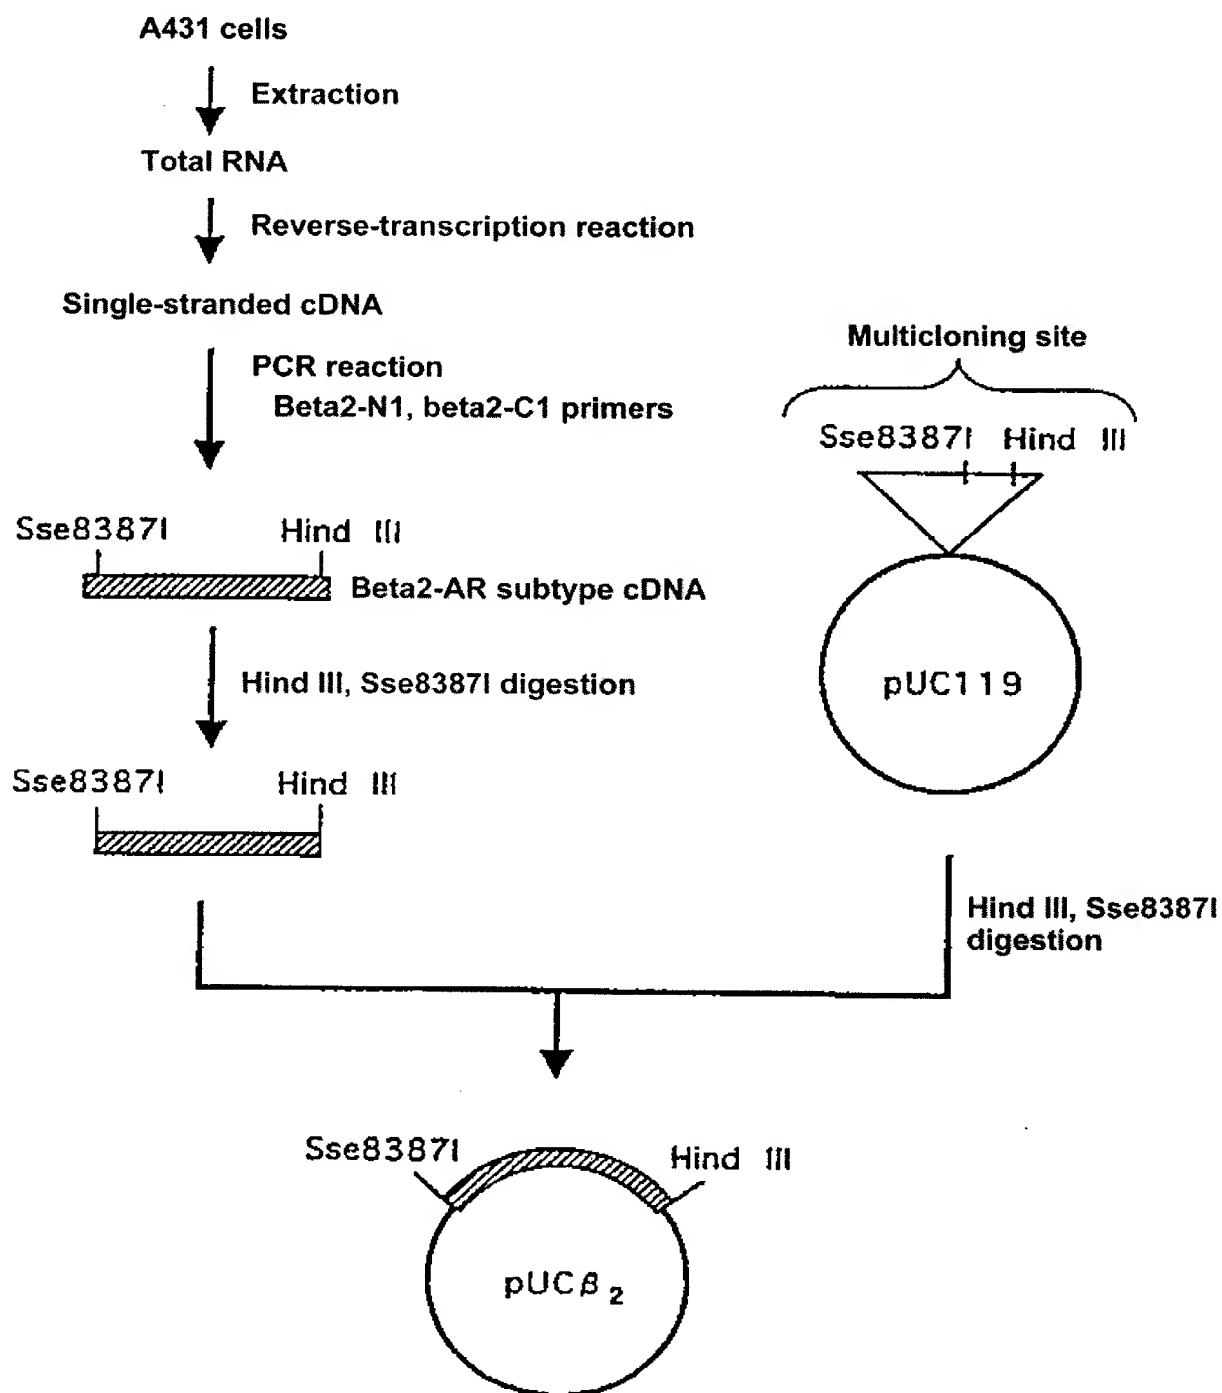 A431 cells
Extraction
Total RNA
Reverse-transcription reaction
Single-stranded cDNA
PCR reaction
Beta2-N1, beta2-C1 primers
Sse8387I Hind III
Beta2-AR subtype cDNA
Hind III, Sse8387I digestion
Sse8387I Hind III
Multicloning site
Sse8387I Hind III
pUC119
Hind III, Sse8387I
digestion
Sse8387I Hind III
pUCβ2